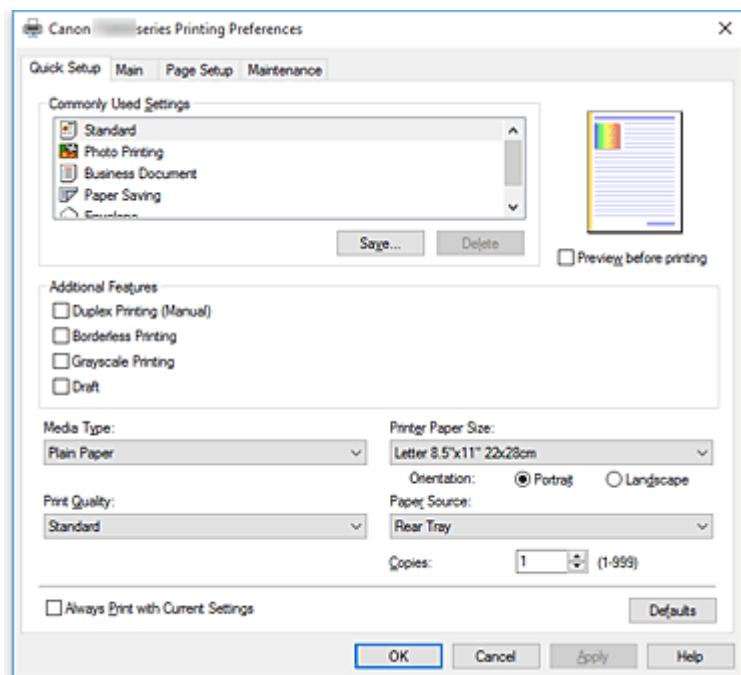 Canon series Printing Preferences
Quick Setup Main Page Setup Maintenance
Commonly Used Settings
Standard
Photo Printing
Business Document
Paper Saving
Envelope
Save... Delete
Preview before printing
Additional Features
Duplex Printing (Manual)
Borderless Printing
Grayscale Printing
Draft
Media Type: Printer Paper Size:
Plain Paper Letter 8.5"x11" 22x28cm
Orientation: Portrait Landscape
Print Quality: Paper Source:
Standard Rear Tray
Copies: 1 (1-999)
Always Print with Current Settings Defaults
OK Cancel Apply Help